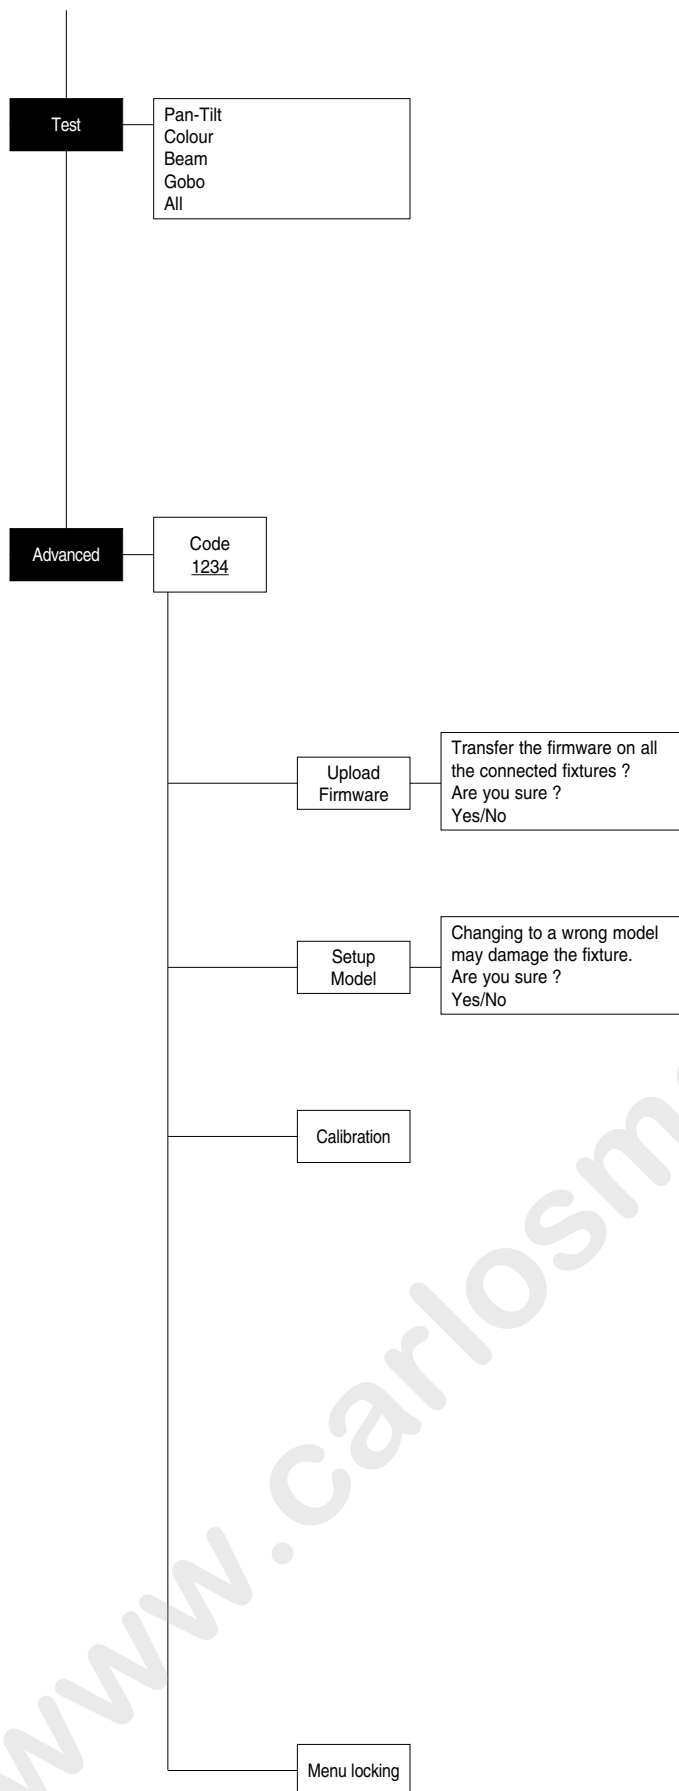 Test
Pan-Tilt
Colour
Beam
Gobo
All
Advanced
Code
1234
Upload
Firmware
Transfer the firmware on all
the connected fixtures ?
Are you sure ?
Yes/No
Setup
Model
Changing to a wrong model
may damage the fixture.
Are you sure ?
Yes/No
Calibration
Menu locking
www.carlosm